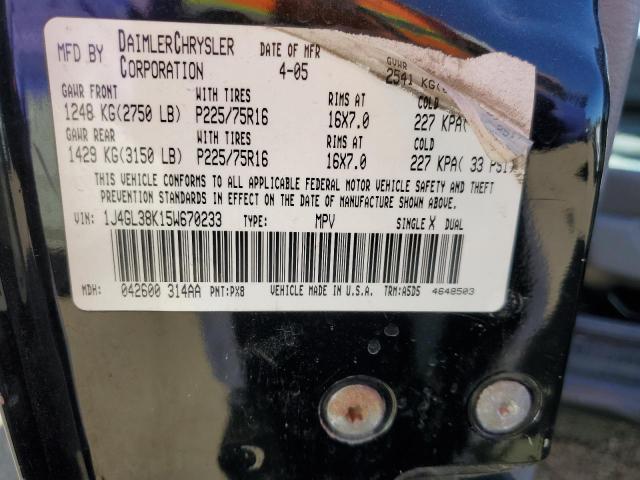 MFD BY DAIMLERCHRYSLER CORPORATION DATE OF MFR 4-05 GVWR 2541 KG(
GAWR FRONT WITH TIRES RIMS AT COLD
1248 KG(2750 LB) P225/75R16 16X7.0 227 KPA(
GAWR REAR WITH TIRES RIMS AT COLD
1429 KG(3150 LB) P225/75R16 16X7.0 227 KPA( 33 PSI)
THIS VEHICLE CONFORMS TO ALL APPLICABLE FEDERAL MOTOR VEHICLE SAFETY AND THEFT
PREVENTION STANDARDS IN EFFECT ON THE DATE OF MANUFACTURE SHOWN ABOVE.
VIN: 1J4GL38K15W670233 TYPE: MPV SINGLE X DUAL
MDH: 042600 314AA PNT:PX8 VEHICLE MADE IN U.S.A. TRM:A5D5 4648503